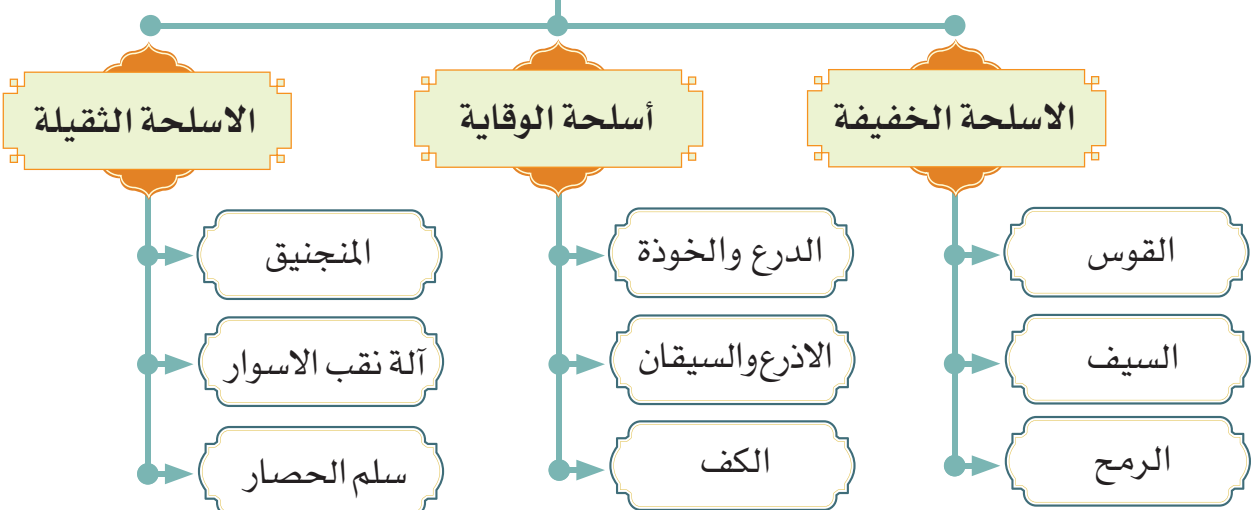 الاسلحة الخفيفة
القوس
السيف
الرمح
أسلحة الوقاية
الدرع والخوذة
الاذرع والسيقان
الكف
الاسلحة الثقيلة
المنجنيق
آلة نقب الاسوار
سلم الحصار